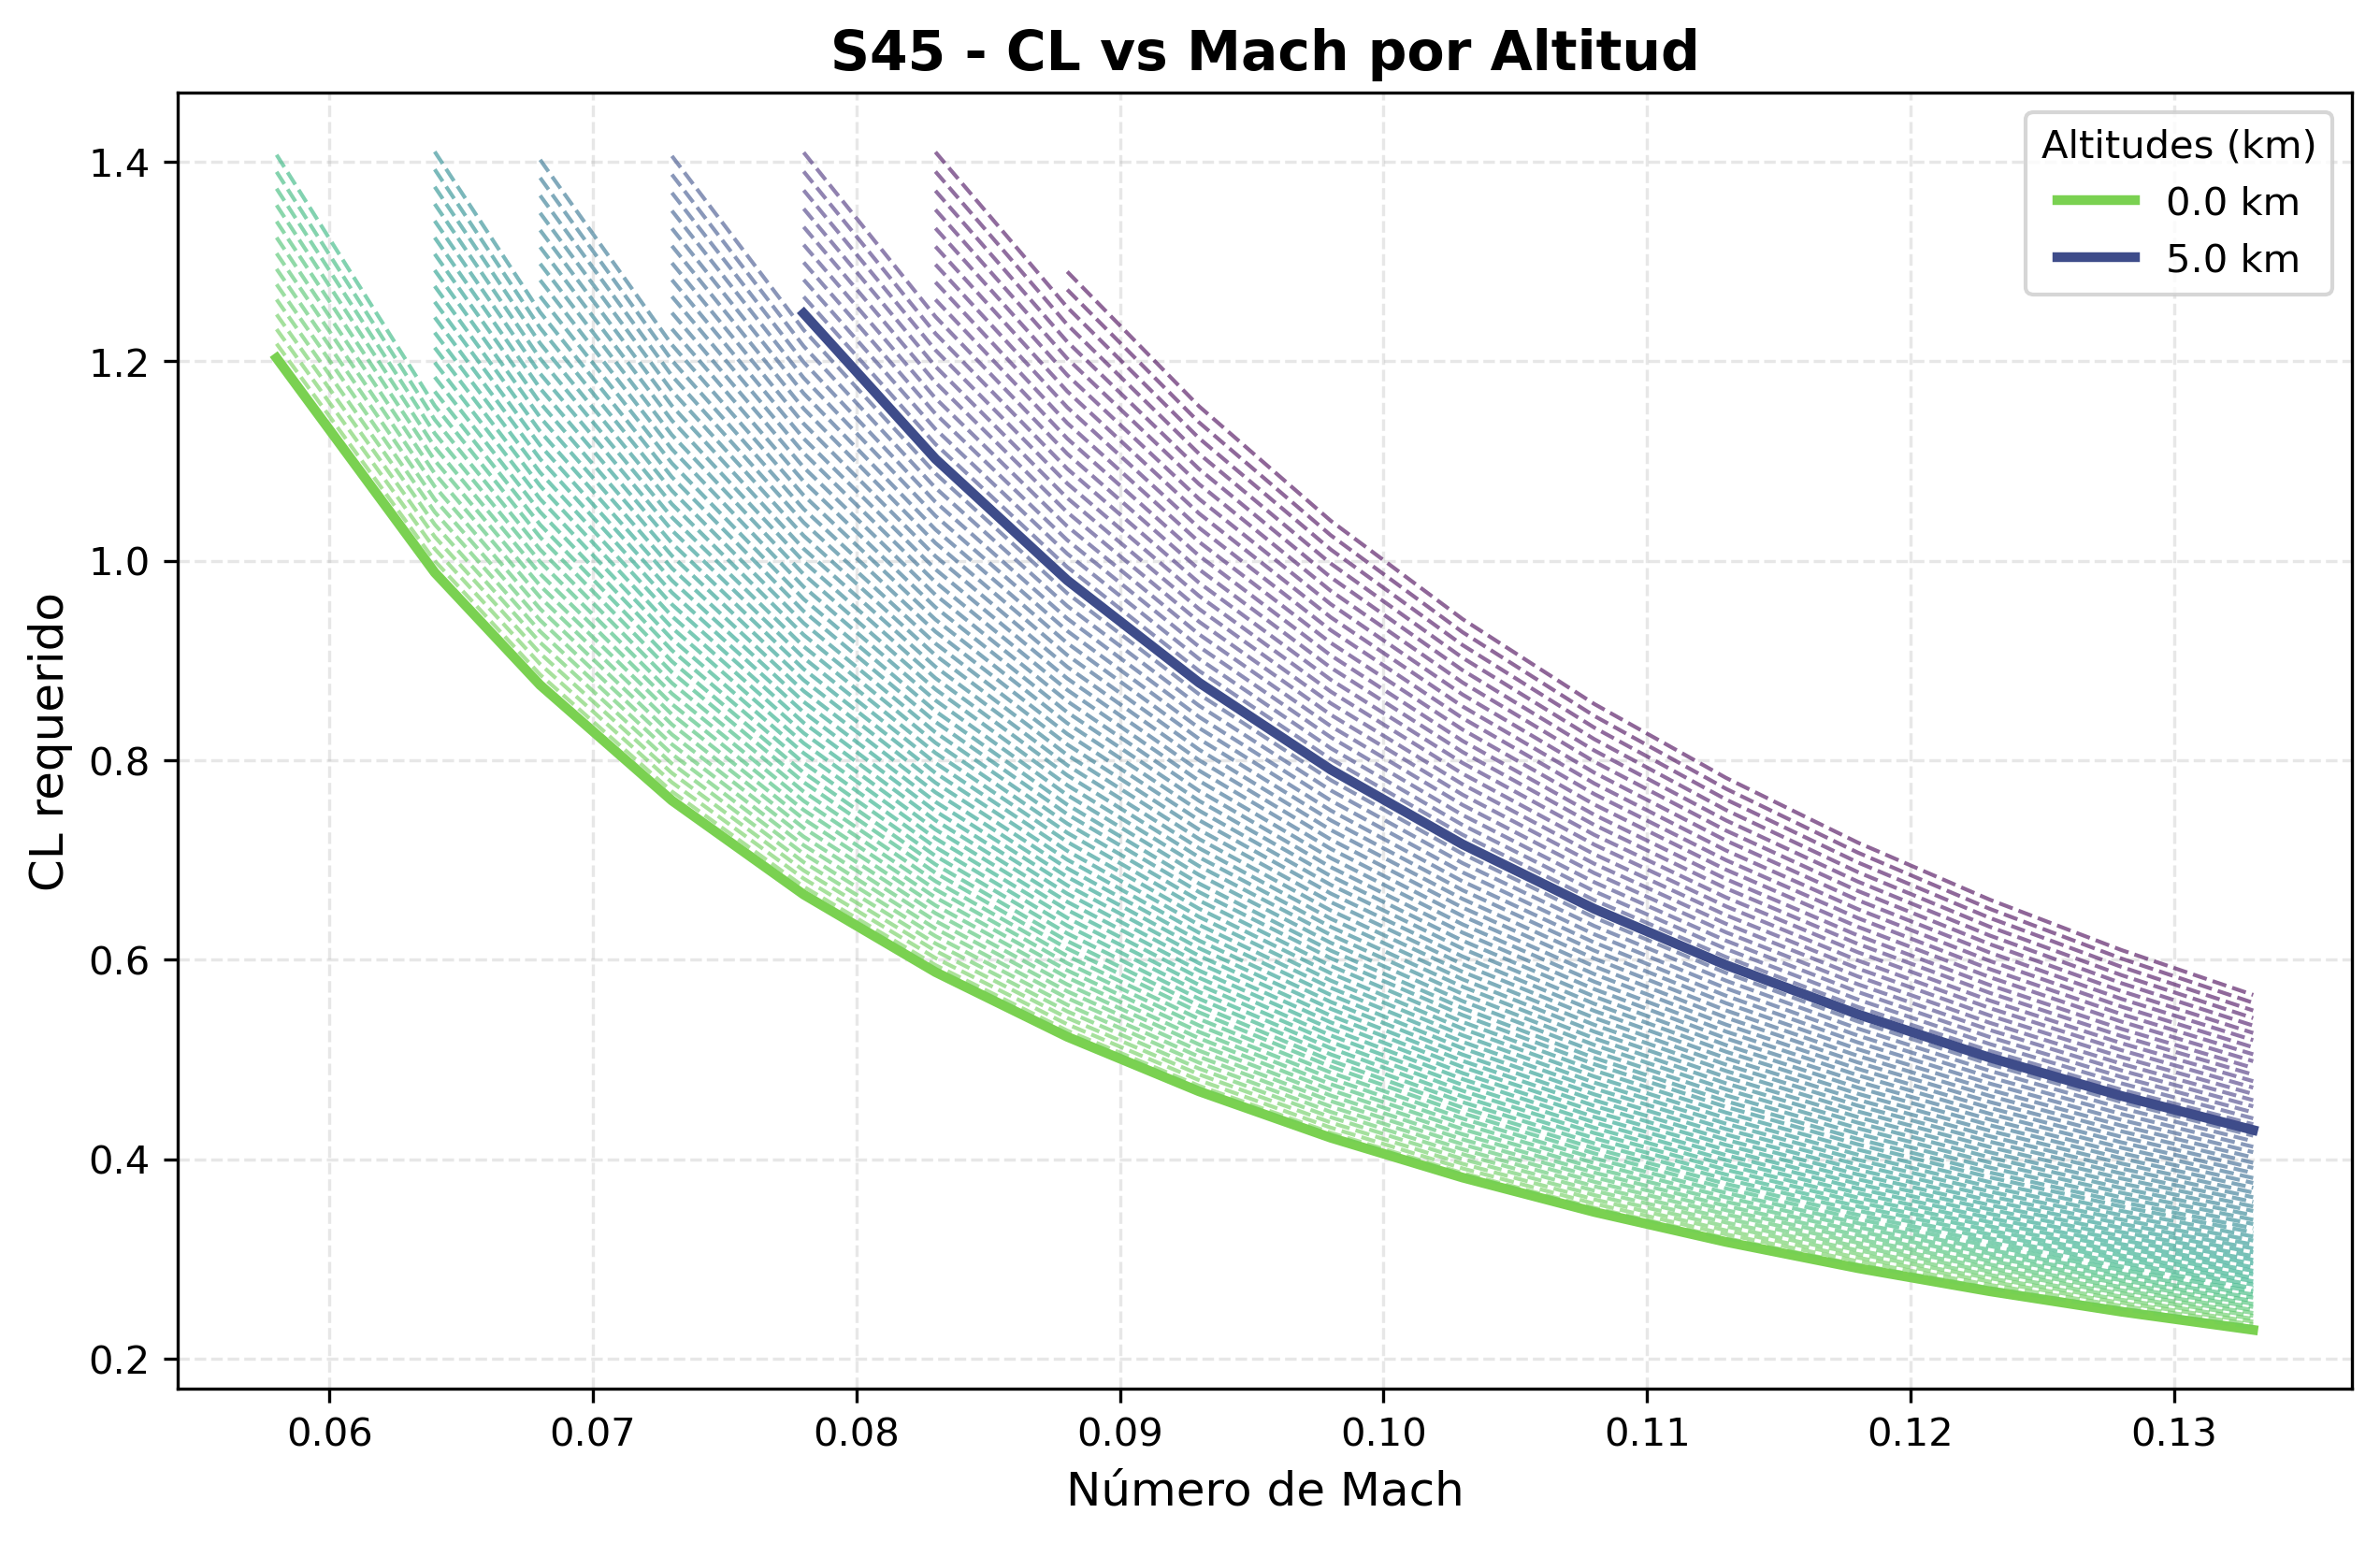 S45 - CL vs Mach por Altitud
Altitudes (km)
0.0 km
5.0 km
CL requerido
1.4
1.2
1.0
0.8
0.6
0.4
0.2
0.06 0.07 0.08 0.09 0.10 0.11 0.12 0.13
Número de Mach